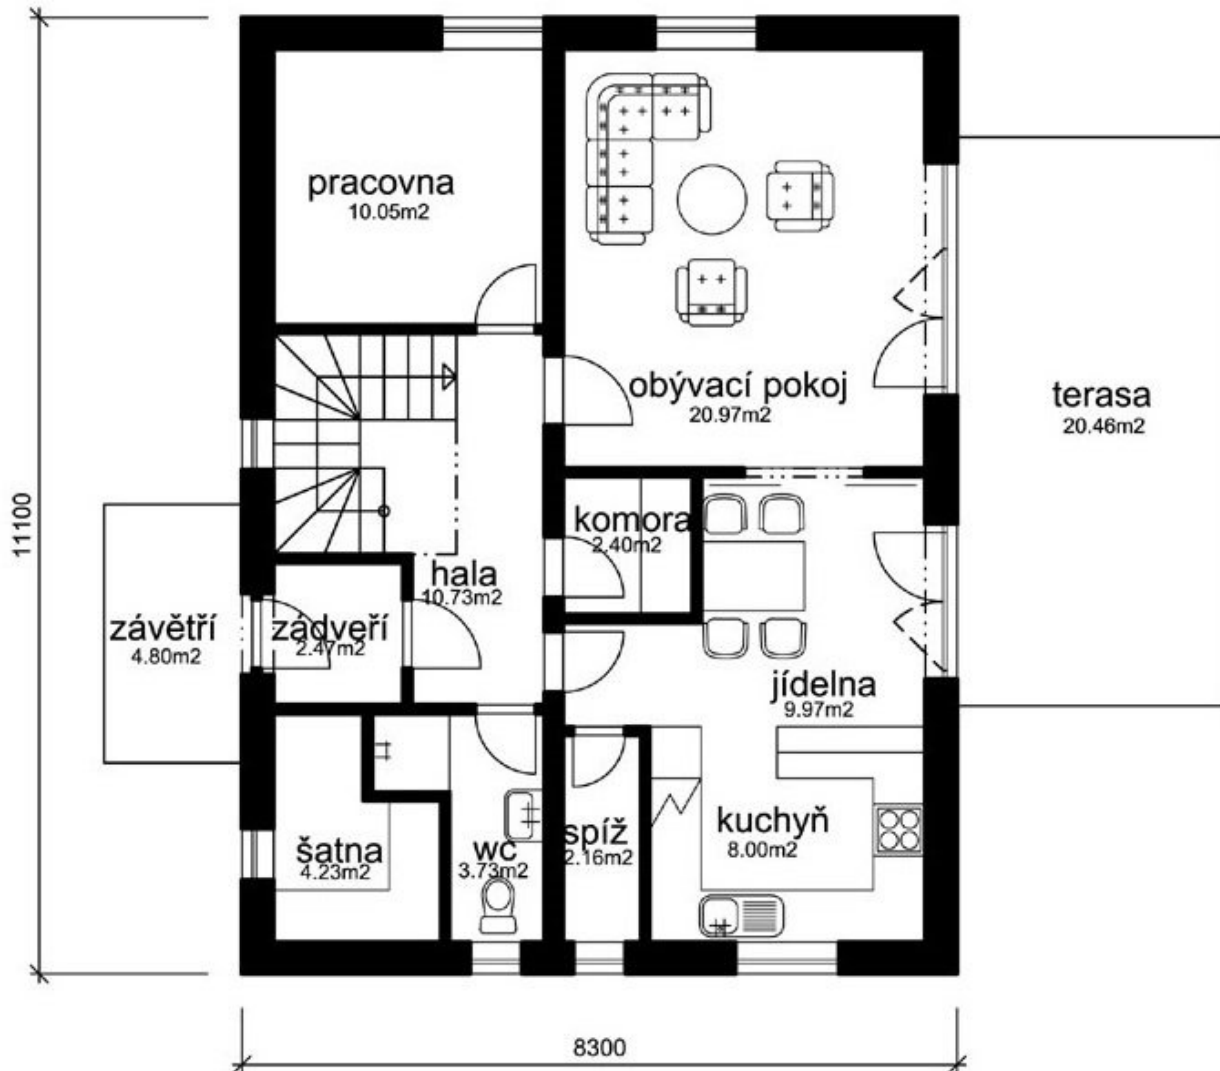 pracovna
10.05m2
obývací pokoj
20.97m2
terasa
20.46m2
11100
komora
2.40m2
hala
10.73m2
závětří
4.80m2
zádveří
2.47m2
jídelna
9.97m2
šatna
4.23m2
wc
3.73m2
spíž
2.16m2
kuchyň
8.00m2
8300